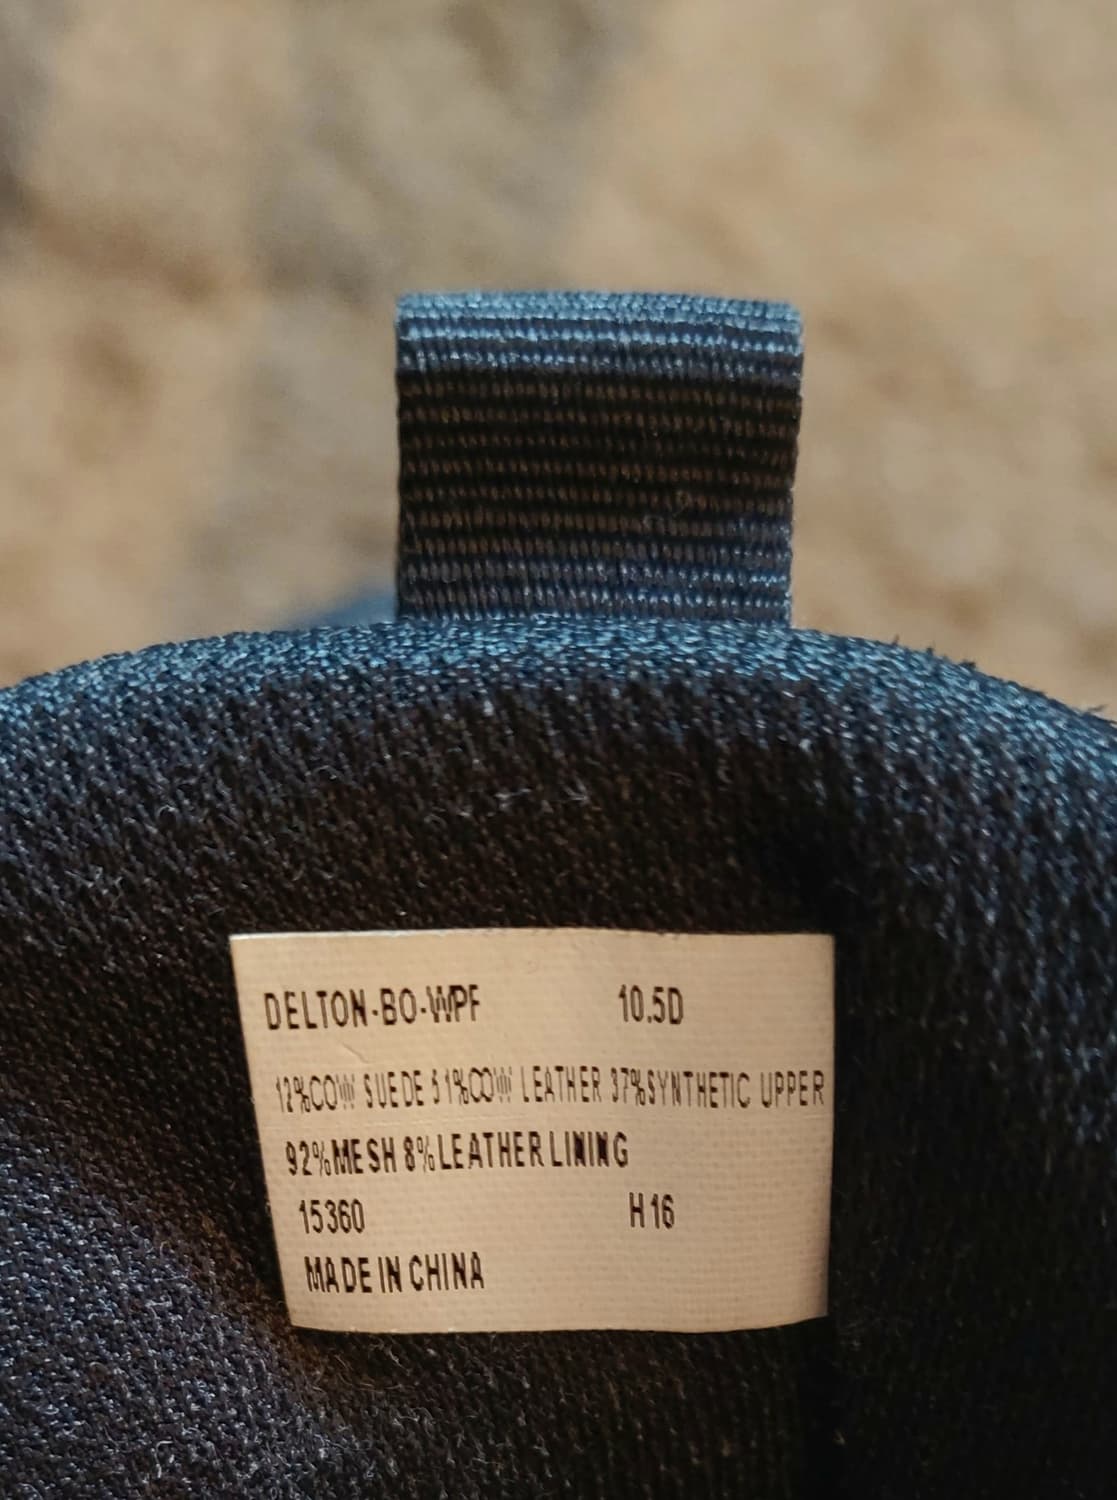 DELTON-BO-WPF 10.5D
12%COW SUEDE 51%COW LEATHER 37%SYNTHETIC UPPER
92%MESH 8%LEATHER LINING
15360 H16
MADE IN CHINA